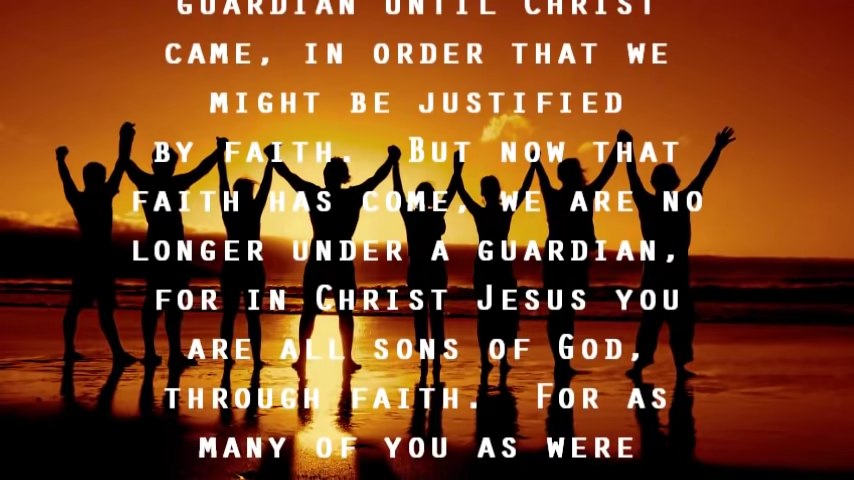 GUARDIAN UNTIL CHRIST
CAME, IN ORDER THAT WE
MIGHT BE JUSTIFIED
BY FAITH. BUT NOW THAT
FAITH HAS COME, WE ARE NO
LONGER UNDER A GUARDIAN,
FOR IN CHRIST JESUS YOU
ARE ALL SONS OF GOD,
THROUGH FAITH. FOR AS
MANY OF YOU AS WERE